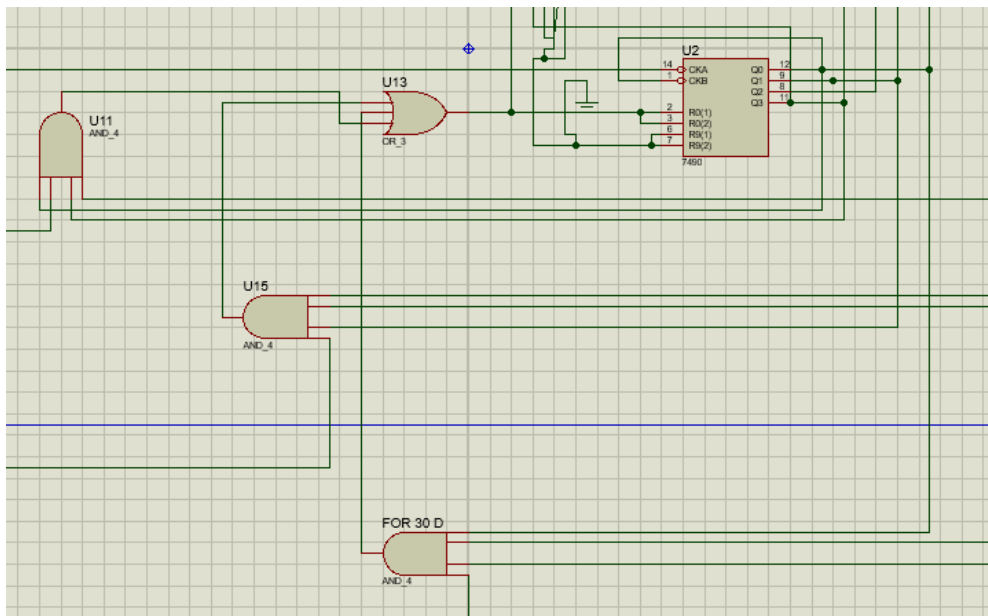 U2
14
1
CKA
CKB
Q0
Q1
Q2
Q3
12
9
8
11
2
3
6
7
R0(1)
R0(2)
R9(1)
R9(2)
7490
U13
OR_3
U11
AND_4
U15
AND_4
FOR 30 D
AND_4